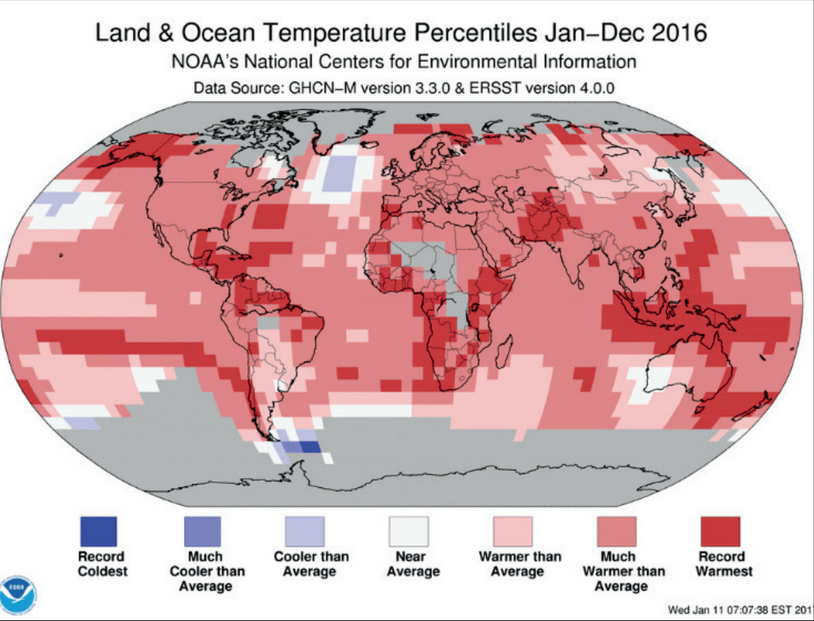 Land & Ocean Temperature Percentiles Jan–Dec 2016
NOAA's National Centers for Environmental Information
Data Source: GHCN–M version 3.3.0 & ERSST version 4.0.0
Record
Coldest
Much
Cooler than
Average
Cooler than
Average
Near
Average
Warmer than
Average
Much
Warmer than
Average
Record
Warmest
NOAA
Wed Jan 11 07:07:38 EST 201